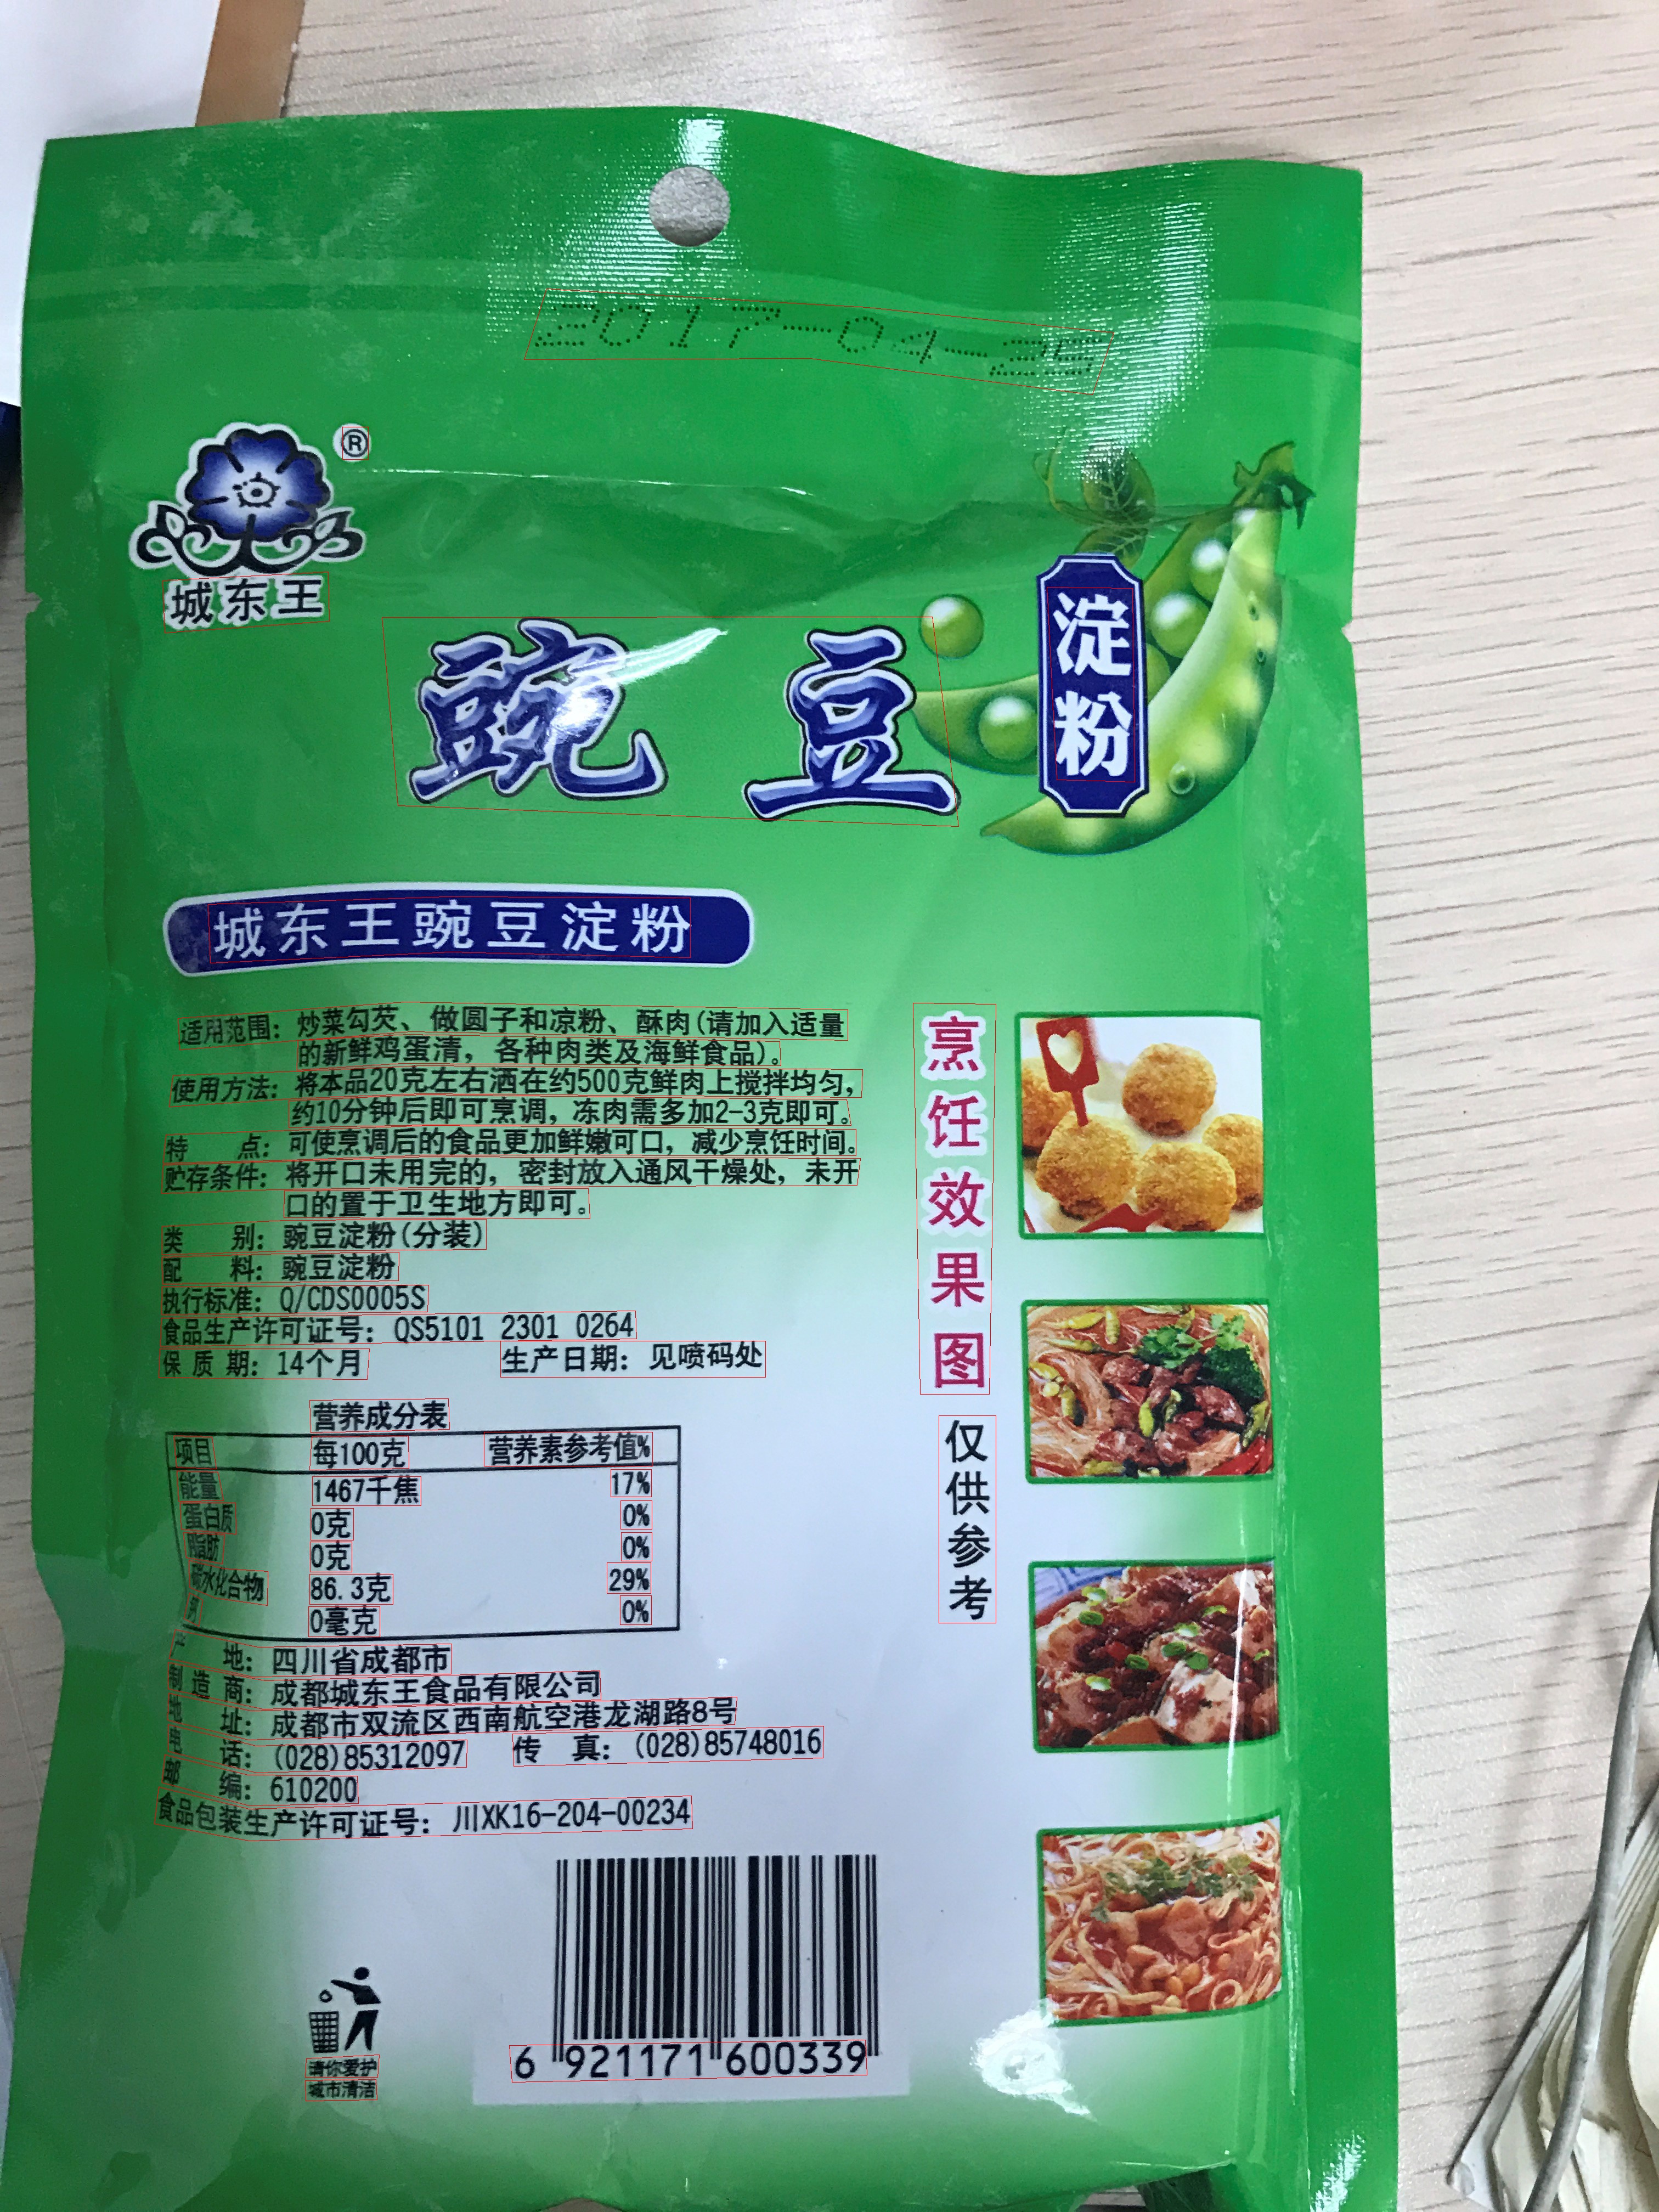 2017-04-25
®
城东王
豌豆
淀粉
城东王豌豆淀粉
适用范围：炒菜勾芡、做圆子和凉粉、酥肉(请加入适量
的新鲜鸡蛋清，各种肉类及海鲜食品)。
使用方法：将本品20克左右洒在约500克鲜肉上搅拌均匀，
约10分钟后即可烹调，冻肉需多加2-3克即可。
特 点：可使烹调后的食品更加鲜嫩可口，减少烹饪时间。
贮存条件：将开口未用完的，密封放入通风干燥处，未开
口的置于卫生地方即可。
类 别：豌豆淀粉(分装)
配 料：豌豆淀粉
执行标准：Q/CDS0005S
食品生产许可证号：QS5101 2301 0264
保 质 期：14个月 生产日期：见喷码处
营养成分表
项目 每100克 营养素参考值%
能量 1467千焦 17%
蛋白质 0克 0%
脂肪 0克 0%
碳水化合物 86.3克 29%
0毫克 0%
产 地：四川省成都市
制 造 商：成都城东王食品有限公司
地 址：成都市双流区西南航空港龙湖路8号
电 话：(028)85312097 传 真：(028)85748016
邮 编：610200
食品包装生产许可证号：川XK16-204-00234
烹饪效果图
仅供参考
请你爱护
城市清洁
6 921171 600339